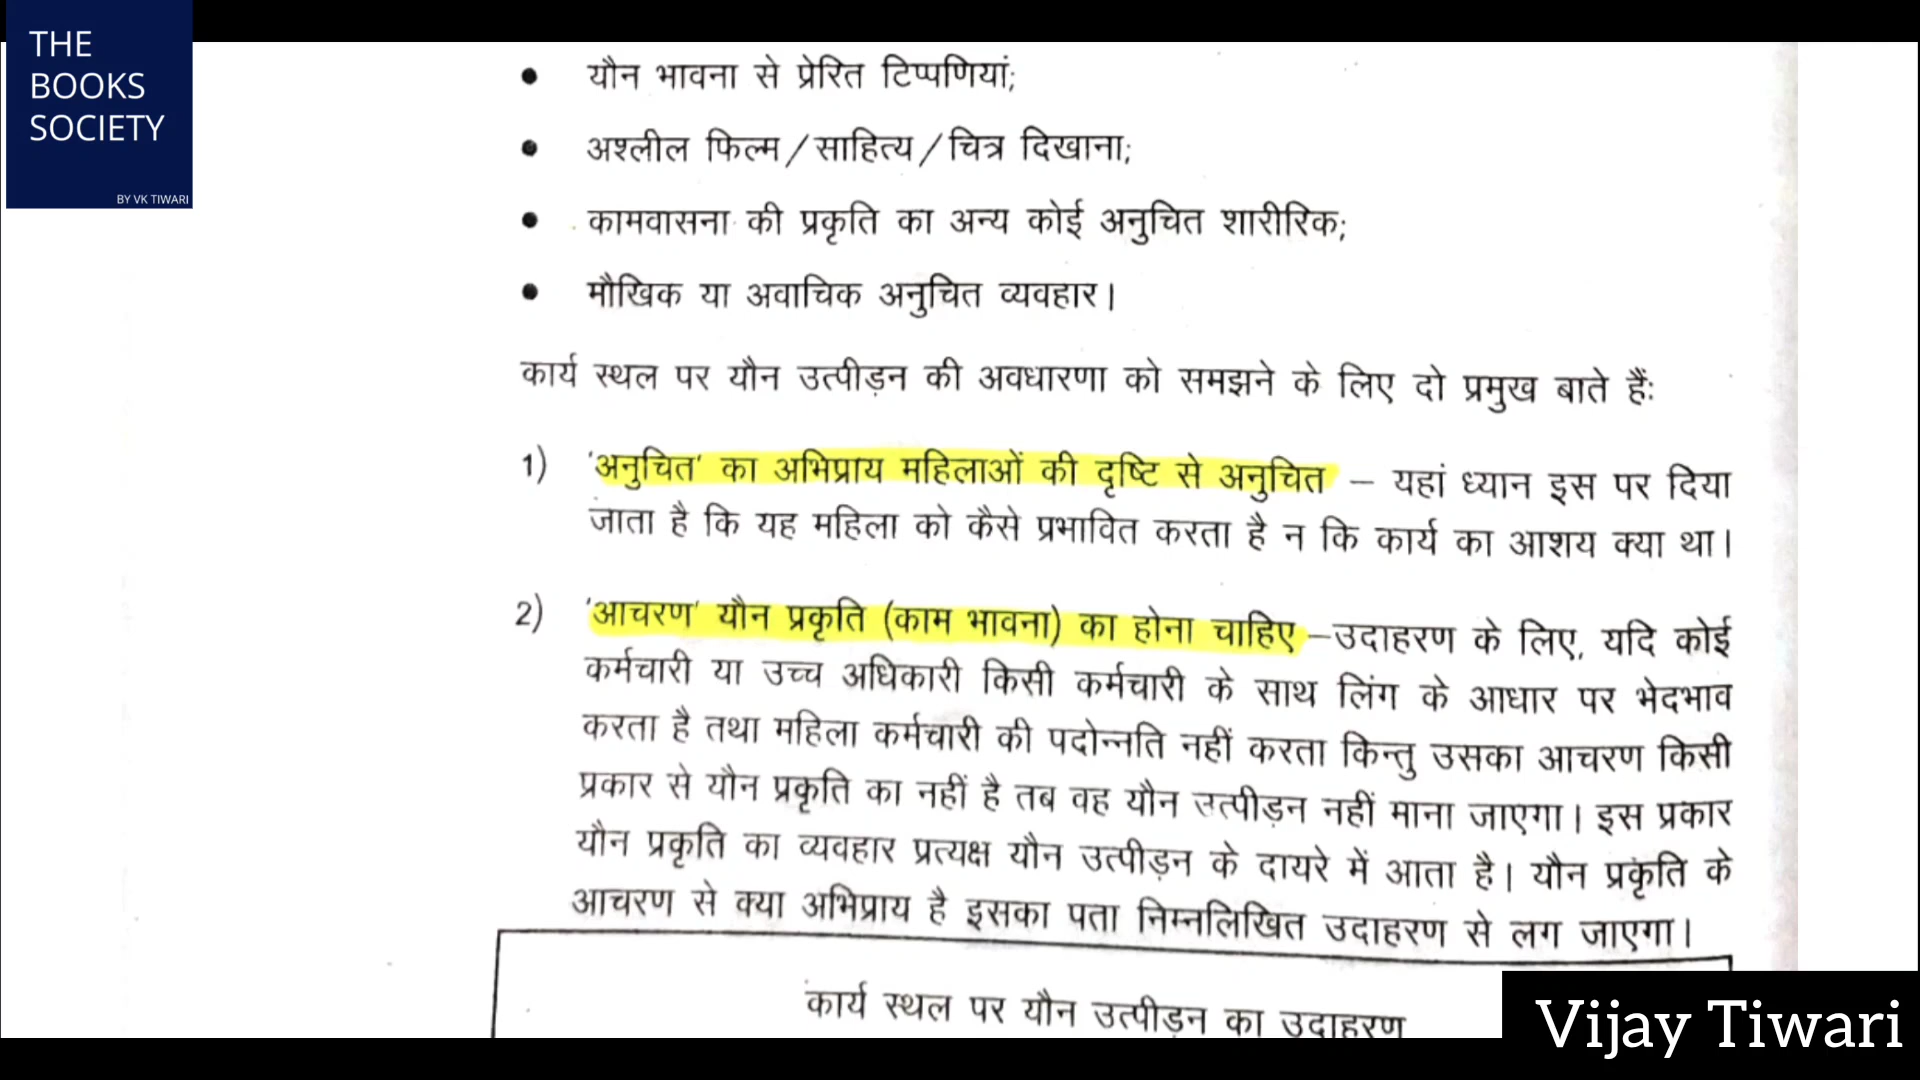 THE
BOOKS
SOCIETY
BY VK TIWARI
• यौन भावना से प्रेरित टिप्पणियां;
• अश्लील फिल्म/साहित्य/चित्र दिखाना;
• कामवासना की प्रकृति का अन्य कोई अनुचित शारीरिक;
• मौखिक या अवाचिक अनुचित व्यवहार।
कार्य स्थल पर यौन उत्पीड़न की अवधारणा को समझने के लिए दो प्रमुख बाते हैं:
1) 'अनुचित' का अभिप्राय महिलाओं की दृष्टि से अनुचित – यहां ध्यान इस पर दिया
जाता है कि यह महिला को कैसे प्रभावित करता है न कि कार्य का आशय क्या था।
2) 'आचरण' यौन प्रकृति (काम भावना) का होना चाहिए –उदाहरण के लिए, यदि कोई
कर्मचारी या उच्च अधिकारी किसी कर्मचारी के साथ लिंग के आधार पर भेदभाव
करता है तथा महिला कर्मचारी की पदोन्नति नहीं करता किन्तु उसका आचरण किसी
प्रकार से यौन प्रकृति का नहीं है तब वह यौन उत्पीड़न नहीं माना जाएगा। इस प्रकार
यौन प्रकृति का व्यवहार प्रत्यक्ष यौन उत्पीड़न के दायरे में आता है। यौन प्रकृति के
आचरण से क्या अभिप्राय है इसका पता निम्नलिखित उदाहरण से लग जाएगा।
कार्य स्थल पर यौन उत्पीड़न का उदाहरण
Vijay Tiwari